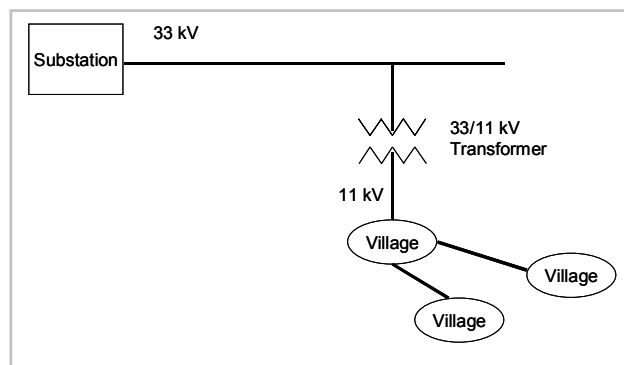 33 kV
Substation
33/11 kV
Transformer
11 kV
Village
Village
Village